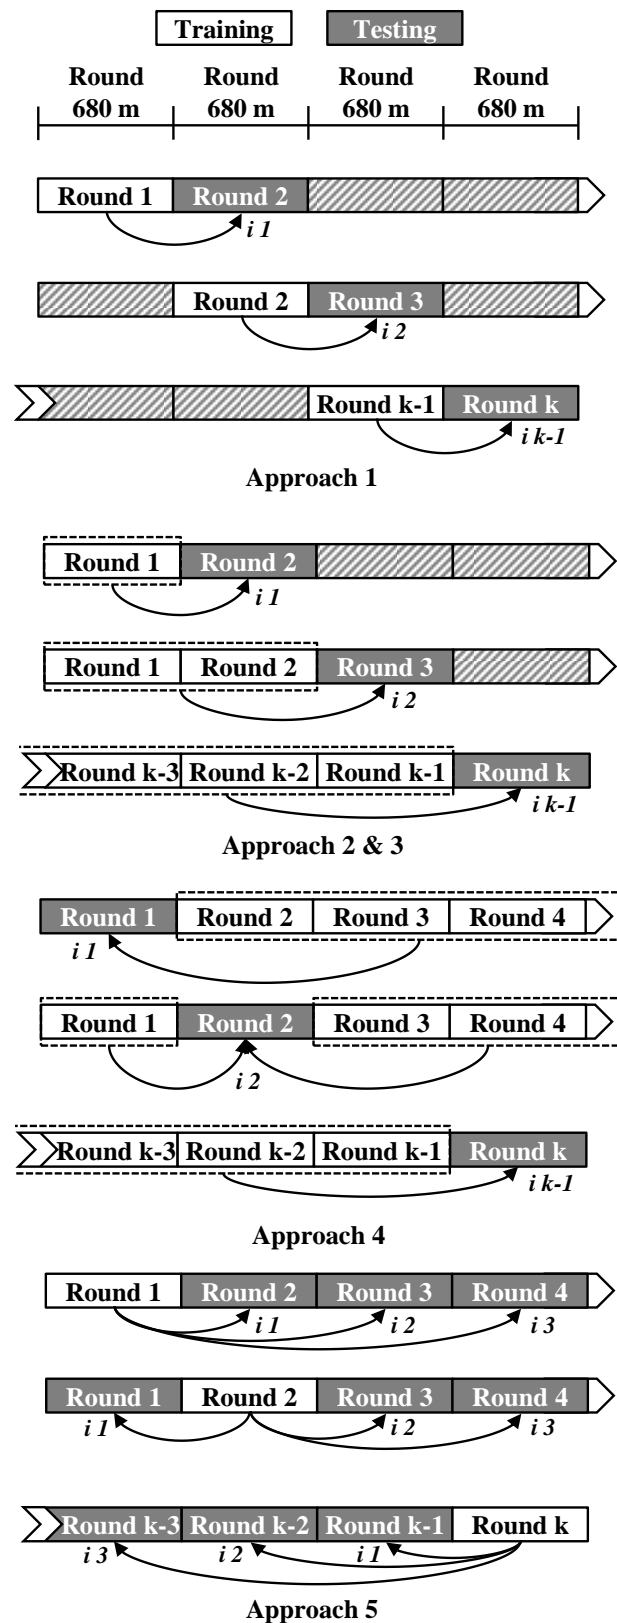 Training Testing
Round Round Round Round
680 m 680 m 680 m 680 m
Round 1 Round 2
i 1
Round 2 Round 3
i 2
Round k-1 Round k
i k-1
Approach 1
Round 1 Round 2
i 1
Round 1 Round 2 Round 3
i 2
Round k-3 Round k-2 Round k-1 Round k
i k-1
Approach 2 & 3
Round 1 Round 2 Round 3 Round 4
i 1
Round 1 Round 2 Round 3 Round 4
i 2
Round k-3 Round k-2 Round k-1 Round k
i k-1
Approach 4
Round 1 Round 2 Round 3 Round 4
i 1 i 2 i 3
Round 1 Round 2 Round 3 Round 4
i 1 i 2 i 3
Round k-3 Round k-2 Round k-1 Round k
i 3 i 2 i 1
Approach 5